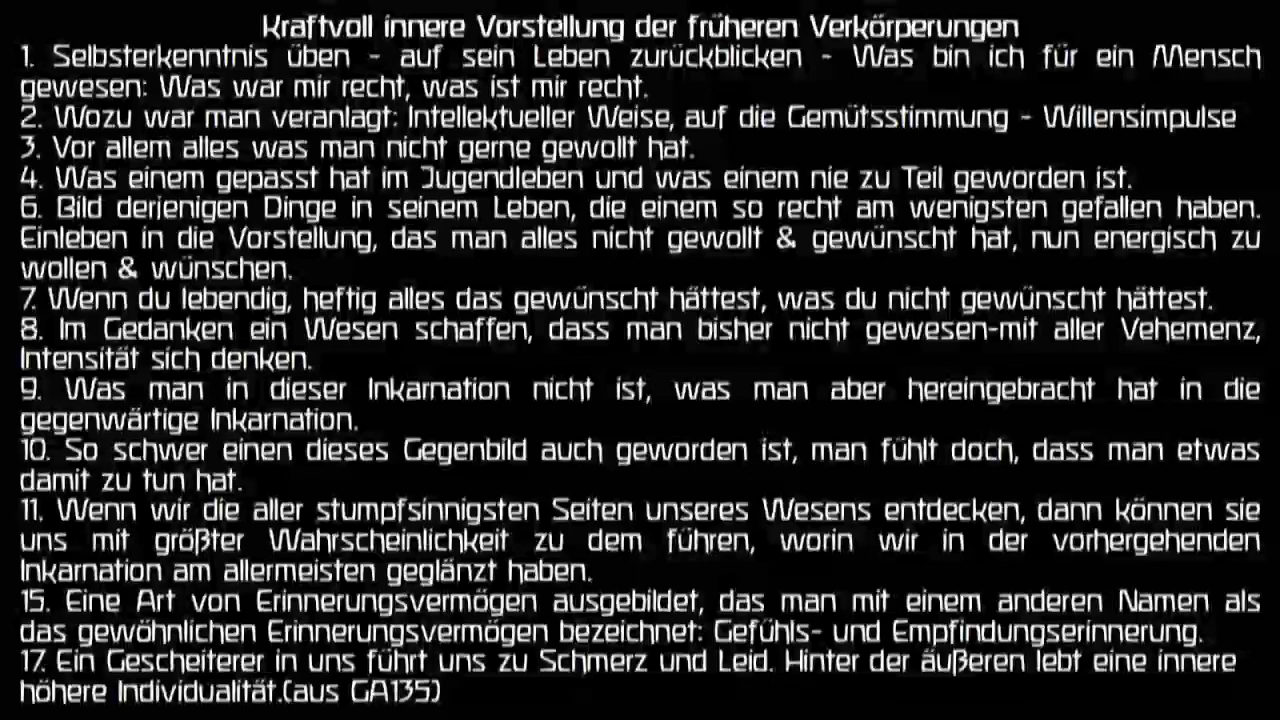 Kraftvoll innere Vorstellung der früheren Verkörperungen
1. Selbsterkenntnis üben - auf sein Leben zurückblicken - Was bin ich für ein Mensch
gewesen: Was war mir recht, was ist mir recht.
2. Wozu war man veranlagt: Intellektueller Weise, auf die Gemütsstimmung - Willensimpulse
3. Vor allem alles was man nicht gerne gewollt hat.
4. Was einem gepasst hat im Jugendleben und was einem nie zu Teil geworden ist.
6. Bild derjenigen Dinge in seinem Leben, die einem so recht am wenigsten gefallen haben.
Einleben in die Vorstellung, das man alles nicht gewollt & gewünscht hat, nun energisch zu
wollen & wünschen.
7. Wenn du lebendig, heftig alles das gewünscht hättest, was du nicht gewünscht hättest.
8. Im Gedanken ein Wesen schaffen, dass man bisher nicht gewesen-mit aller Vehemenz,
Intensität sich denken.
9. Was man in dieser Inkarnation nicht ist, was man aber hereingebracht hat in die
gegenwärtige Inkarnation.
10. So schwer einen dieses Gegenbild auch geworden ist, man fühlt doch, dass man etwas
damit zu tun hat.
11. Wenn wir die aller stumpfsinnigsten Seiten unseres Wesens entdecken, dann können sie
uns mit größter Wahrscheinlichkeit zu dem führen, worin wir in der vorhergehenden
Inkarnation am allermeisten geglänzt haben.
15. Eine Art von Erinnerungsvermögen ausgebildet, das man mit einem anderen Namen als
das gewöhnlichen Erinnerungsvermögen bezeichnet: Gefühls- und Empfindungserinnerung.
17. Ein Gescheiterer in uns führt uns zu Schmerz und Leid. Hinter der äußeren lebt eine innere
höhere Individualität.(aus GA135)